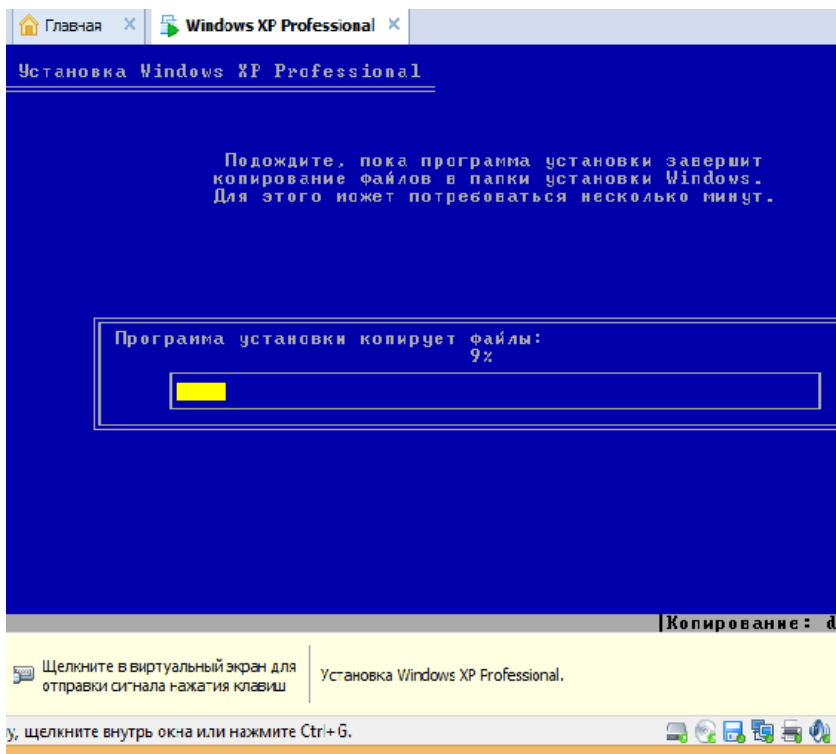 Главная
Windows XP Professional
Установка Windows XP Professional
Подождите, пока программа установки завершит
копирование файлов в папки установки Windows.
Для этого может потребоваться несколько минут.
Программа установки копирует файлы:
9%
Копирование: d
Щелкните в виртуальный экран для
отправки сигнала нажатия клавиш
Установка Windows XP Professional.
у, щелкните внутрь окна или нажмите Ctrl+G.